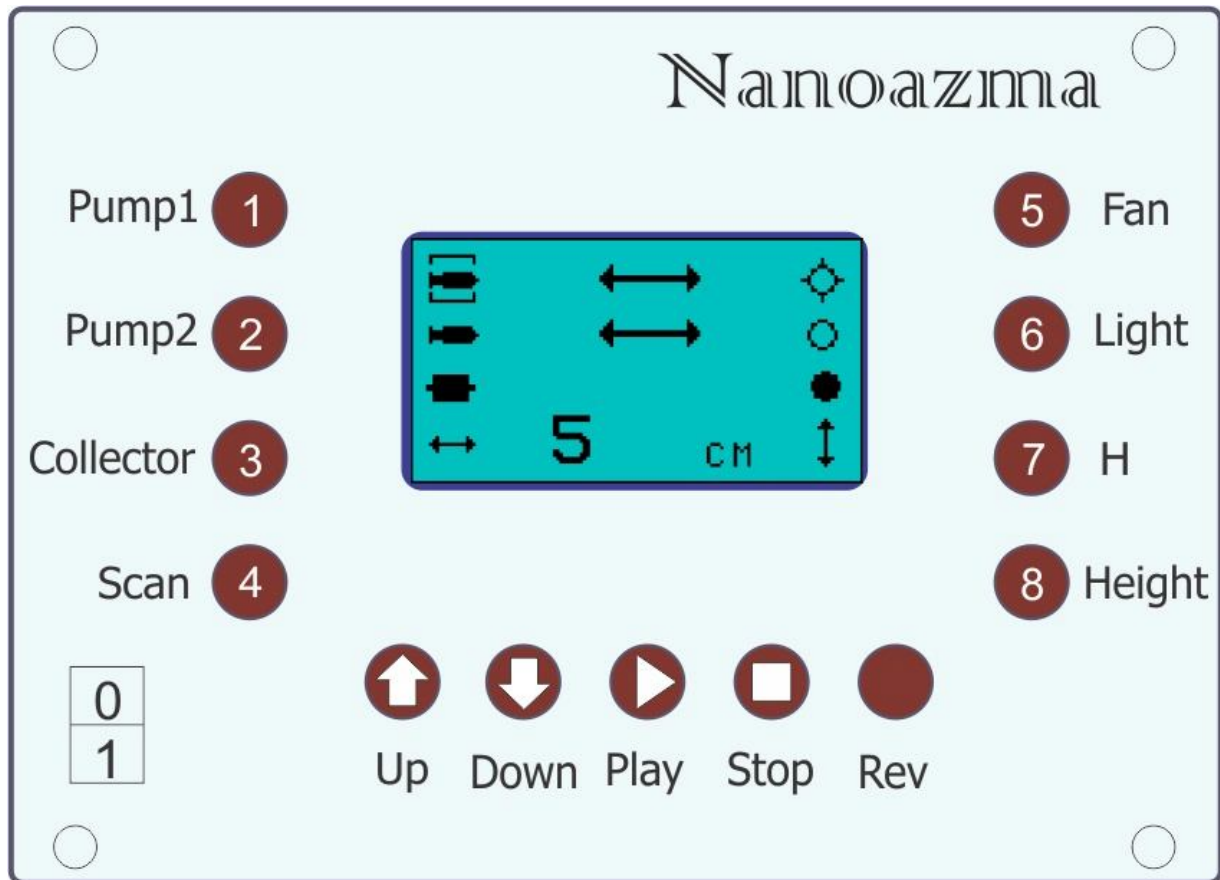 Nanoazma
Pump1 1
5 Fan
Pump2 2
6 Light
Collector 3
5 CM
7 H
Scan 4
8 Height
0
1
Up Down Play Stop Rev